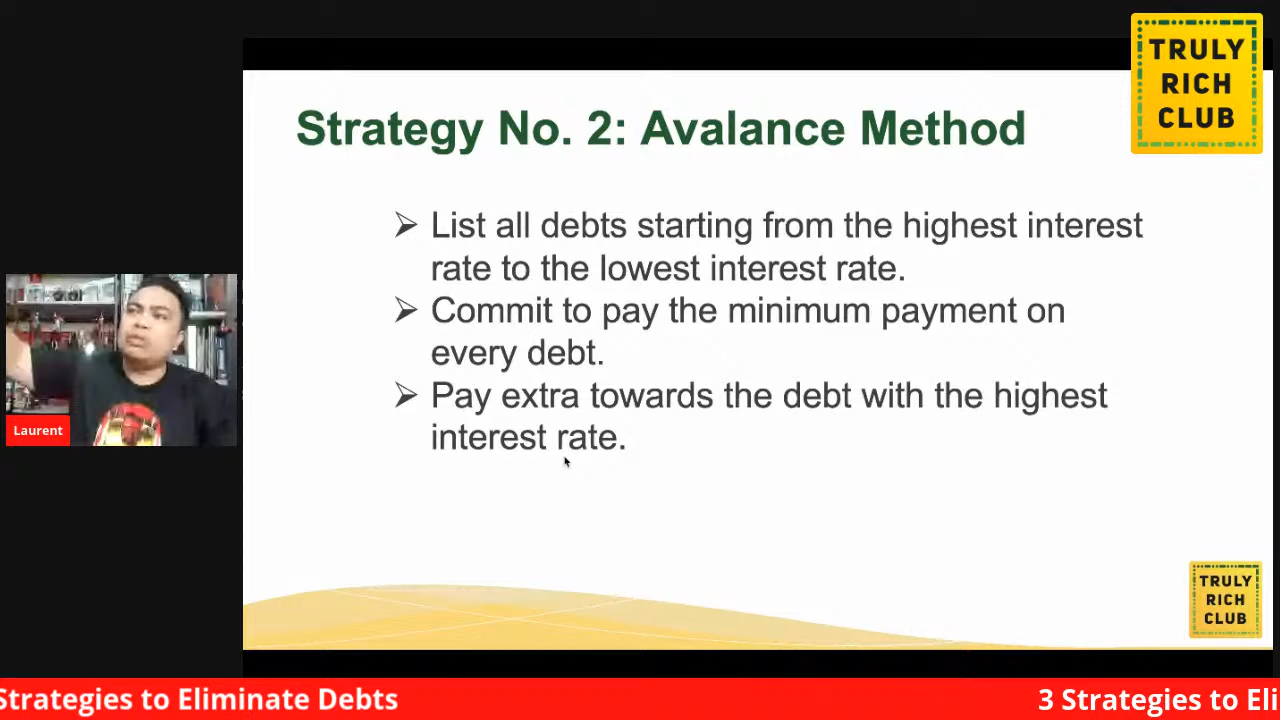 TRULY
RICH
CLUB
Strategy No. 2: Avalance Method
➢ List all debts starting from the highest interest
rate to the lowest interest rate.
➢ Commit to pay the minimum payment on
every debt.
➢ Pay extra towards the debt with the highest
interest rate.
Laurent
TRULY
RICH
CLUB
Strategies to Eliminate Debts
3 Strategies to Eli